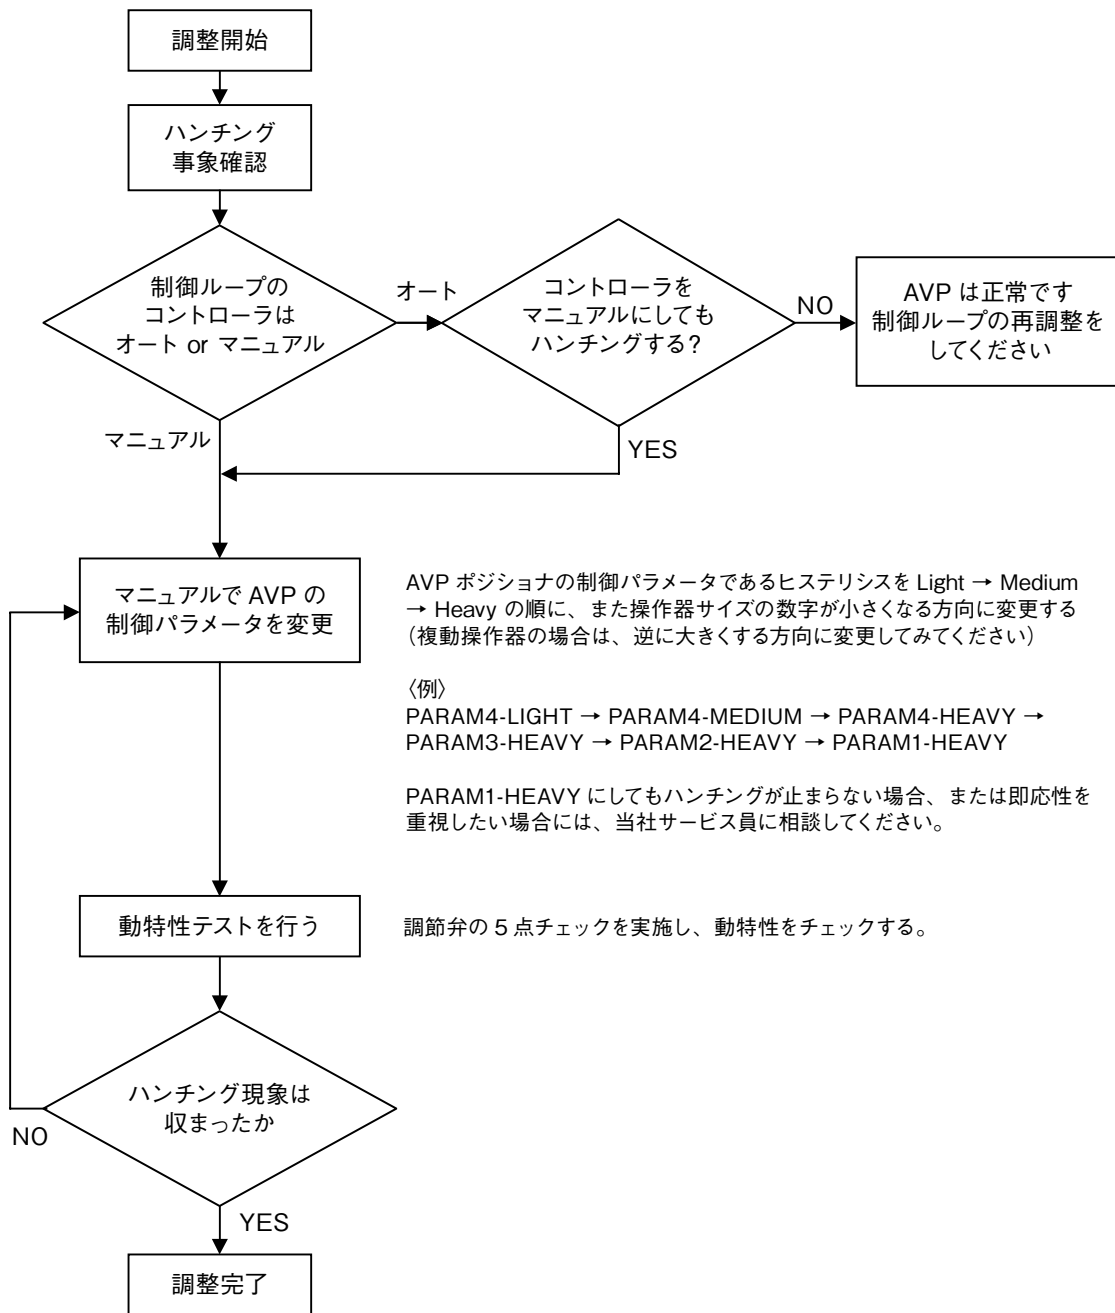 調整開始
ハンチング
事象確認
制御ループの
コントローラは
オート or マニュアル
オート
コントローラを
マニュアルにしても
ハンチングする?
NO
AVP は正常です
制御ループの再調整を
してください
マニュアル
YES
マニュアルで AVP の
制御パラメータを変更
AVP ポジショナの制御パラメータであるヒステリシスを Light → Medium
→ Heavy の順に、また操作器サイズの数字が小さくなる方向に変更する
（複動操作器の場合は、逆に大きくする方向に変更してみてください）
〈例〉
PARAM4-LIGHT → PARAM4-MEDIUM → PARAM4-HEAVY →
PARAM3-HEAVY → PARAM2-HEAVY → PARAM1-HEAVY
PARAM1-HEAVY にしてもハンチングが止まらない場合、または即応性を
重視したい場合には、当社サービス員に相談してください。
動特性テストを行う
調節弁の 5 点チェックを実施し、動特性をチェックする。
ハンチング現象は
収まったか
NO
YES
調整完了